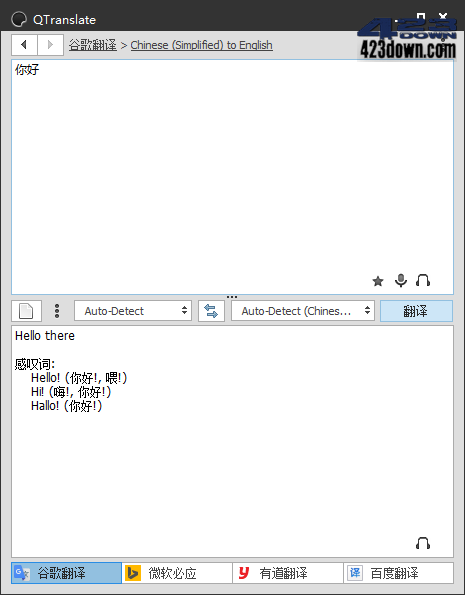 QTranslate
423DOWN
423down.com
谷歌翻译 > Chinese (Simplified) to English
你好
Auto-Detect
Auto-Detect (Chines...
翻译
Hello there
感叹词:
Hello! (你好!, 喂!)
Hi! (嗨!, 你好!)
Hallo! (你好!)
谷歌翻译
微软必应
有道翻译
译 百度翻译